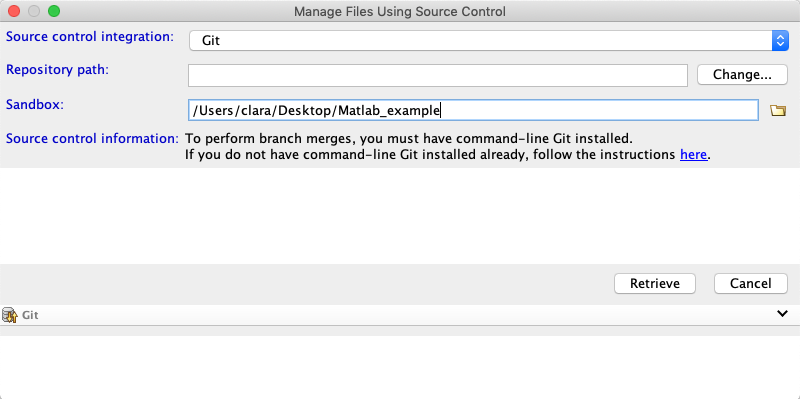 Manage Files Using Source Control
Source control integration: Git
Repository path: Change...
Sandbox: /Users/clara/Desktop/Matlab_example
Source control information: To perform branch merges, you must have command-line Git installed.
If you do not have command-line Git installed already, follow the instructions here.
Retrieve Cancel
Git